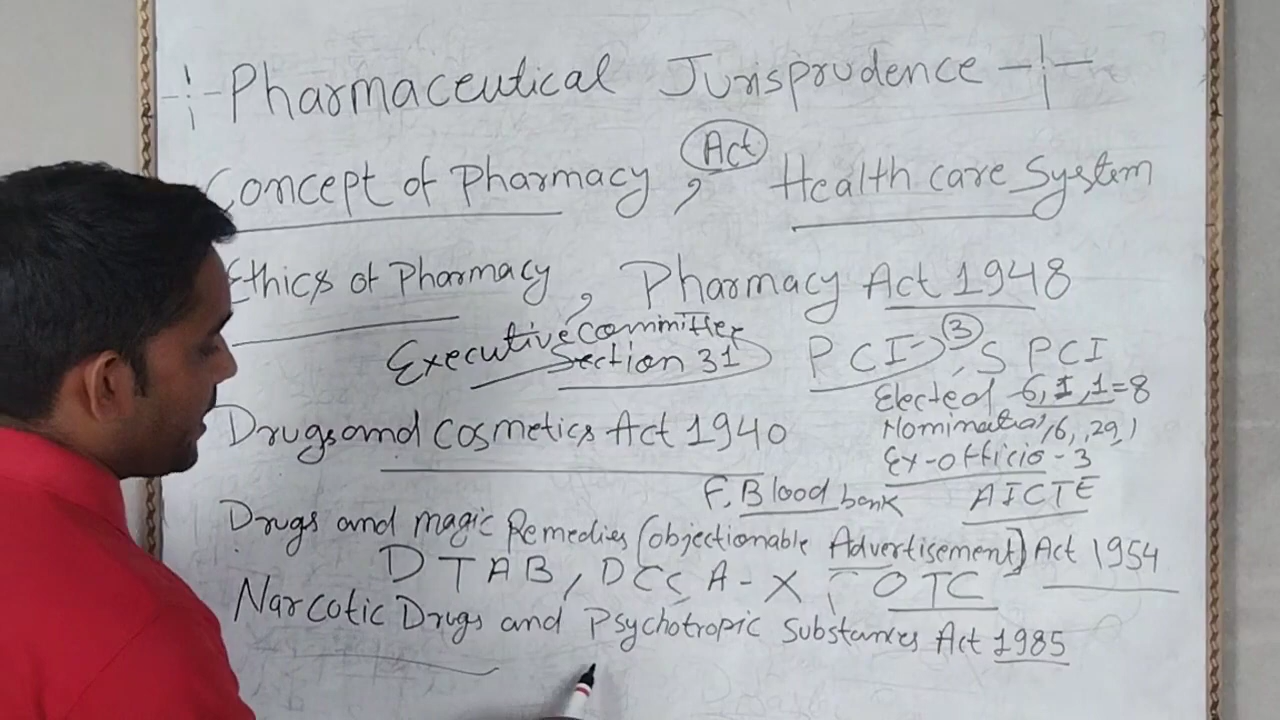 Pharmaceutical Jurisprudence
Concept of Pharmacy, Act Health care System
Ethics of Pharmacy, Pharmacy Act 1948
Executive Committee
Section 31
PCI 3, SPCI
Elected 6, 1, 1=8
6, 29, 1
Ex-officio-3
Drugs and Cosmetics Act 1940
F. Blood bank AICTE
Drugs and magic Remedies (objectionable Advertisement) Act 1954
DTAB, DCC A-X OTC
Narcotic Drugs and Psychotropic Substances Act 1985